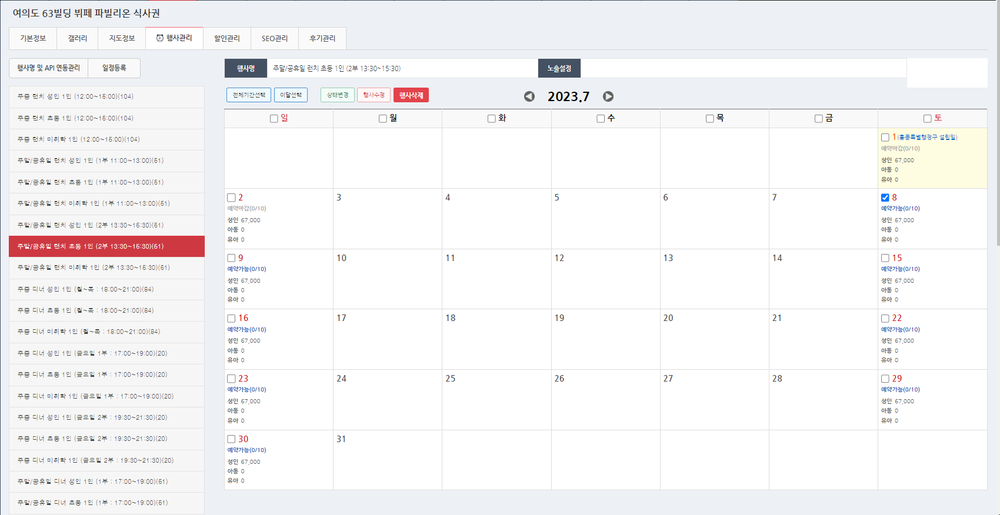 여의도 63빌딩 뷔페 파빌리온 식사권
기본정보 갤러리 지도정보 행사관리 할인관리 SEO관리 후기관리
행사명 및 API 연동관리 일정등록
주중 런치 성인 1인 (12:00~15:00)(104)
주중 런치 초등 1인 (12:00~15:00)(104)
주중 런치 미취학 1인 (12:00~15:00)(104)
주말/공휴일 런치 성인 1인 (1부 11:00~13:00)(51)
주말/공휴일 런치 초등 1인 (1부 11:00~13:00)(51)
주말/공휴일 런치 미취학 1인 (1부 11:00~13:00)(51)
주말/공휴일 런치 성인 1인 (2부 13:30~15:30)(51)
주말/공휴일 런치 초등 1인 (2부 13:30~15:30)(51)
주말/공휴일 런치 미취학 1인 (2부 13:30~15:30)(51)
주중 디너 성인 1인 (월~목 : 18:00~21:00)(84)
주중 디너 초등 1인 (월~목 : 18:00~21:00)(84)
주중 디너 미취학 1인 (월~목 : 18:00~21:00)(84)
주중 디너 성인 1인 (금요일 1부 : 17:00~19:00)(20)
주중 디너 초등 1인 (금요일 1부 : 17:00~19:00)(20)
주중 디너 미취학 1인 (금요일 1부 : 17:00~19:00)(20)
주중 디너 성인 1인 (금요일 2부 : 19:30~21:30)(20)
주중 디너 초등 1인 (금요일 2부 : 19:30~21:30)(20)
주중 디너 미취학 1인 (금요일 2부 : 19:30~21:30)(20)
주말/공휴일 디너 성인 1인 (1부 : 17:00~19:00)(51)
주말/공휴일 디너 초등 1인 (1부 : 17:00~19:00)(51)
행사명 주말/공휴일 런치 초등 1인 (2부 13:30~15:30) 노출설정
전체기간선택 이달선택 상태변경 행사수정 행사삭제 2023.7
일 월 화 수 목 금 토
1(홍콩특별행정구 설립일)
예약마감(0/10)
성인 67,000
아동 0
유아 0
2 3 4 5 6 7 8
예약마감(0/10) 예약가능(0/10)
성인 67,000 성인 67,000
아동 0 아동 0
유아 0 유아 0
9 10 11 12 13 14 15
예약가능(0/10) 예약가능(0/10)
성인 67,000 성인 67,000
아동 0 아동 0
유아 0 유아 0
16 17 18 19 20 21 22
예약가능(0/10) 예약가능(0/10)
성인 67,000 성인 67,000
아동 0 아동 0
유아 0 유아 0
23 24 25 26 27 28 29
예약가능(0/10) 예약가능(0/10)
성인 67,000 성인 67,000
아동 0 아동 0
유아 0 유아 0
30 31
예약가능(0/10)
성인 67,000
아동 0
유아 0